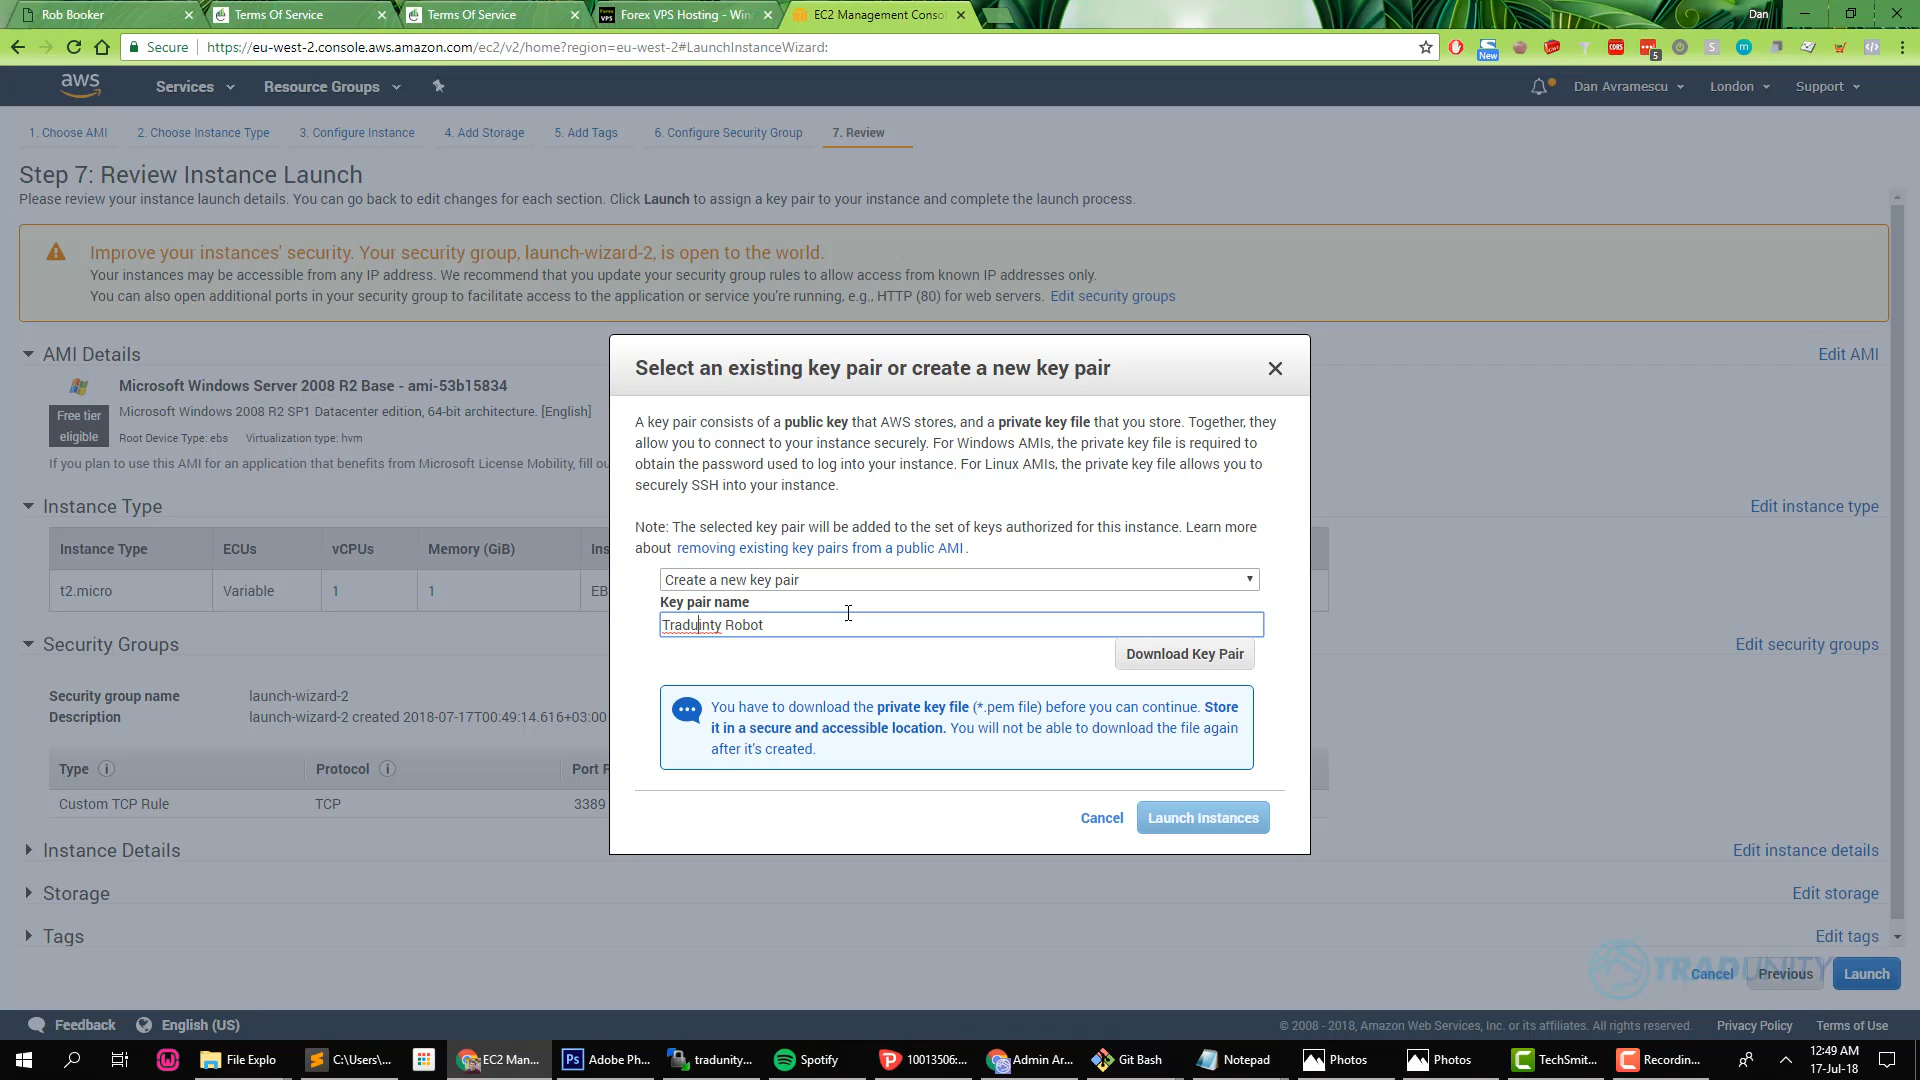 Rob Booker
Terms Of Service
Terms Of Service
Forex VPS Hosting - Win
EC2 Management Conso
Dan
Secure
https://eu-west-2.console.aws.amazon.com/ec2/v2/home?region=eu-west-2#LaunchInstanceWizard:
New
CORS
5
aws
Services
Resource Groups
Dan Avramescu
London
Support
1. Choose AMI
2. Choose Instance Type
3. Configure Instance
4. Add Storage
5. Add Tags
6. Configure Security Group
7. Review
Step 7: Review Instance Launch
Please review your instance launch details. You can go back to edit changes for each section. Click Launch to assign a key pair to your instance and complete the launch process.
Improve your instances' security. Your security group, launch-wizard-2, is open to the world.
Your instances may be accessible from any IP address. We recommend that you update your security group rules to allow access from known IP addresses only.
You can also open additional ports in your security group to facilitate access to the application or service you're running, e.g., HTTP (80) for web servers. Edit security groups
AMI Details
Edit AMI
Microsoft Windows Server 2008 R2 Base - ami-53b15834
Free tier
eligible
Microsoft Windows 2008 R2 SP1 Datacenter edition, 64-bit architecture. [English]
Root Device Type: ebs Virtualization type: hvm
If you plan to use this AMI for an application that benefits from Microsoft License Mobility, fill ou
Instance Type
Edit instance type
Instance Type
ECUs
vCPUs
Memory (GiB)
Ins
t2.micro
Variable
1
1
EB
Security Groups
Edit security groups
Security group name
launch-wizard-2
Description
launch-wizard-2 created 2018-07-17T00:49:14.616+03:00
Type
Protocol
Port P
Custom TCP Rule
TCP
3389
Instance Details
Edit instance details
Storage
Edit storage
Tags
Edit tags
Select an existing key pair or create a new key pair
A key pair consists of a public key that AWS stores, and a private key file that you store. Together, they
allow you to connect to your instance securely. For Windows AMIs, the private key file is required to
obtain the password used to log into your instance. For Linux AMIs, the private key file allows you to
securely SSH into your instance.
Note: The selected key pair will be added to the set of keys authorized for this instance. Learn more
about removing existing key pairs from a public AMI .
Create a new key pair
Key pair name
Traduinty Robot
Download Key Pair
You have to download the private key file (*.pem file) before you can continue. Store
it in a secure and accessible location. You will not be able to download the file again
after it's created.
Cancel
Launch Instances
TRADUNITY
Cancel
Previous
Launch
Feedback
English (US)
© 2008 - 2018, Amazon Web Services, Inc. or its affiliates. All rights reserved.
Privacy Policy
Terms of Use
File Explo
C:\Users\...
EC2 Man...
Adobe Ph...
tradunity...
Spotify
10013506:...
Admin Ar...
Git Bash
Notepad
Photos
Photos
TechSmit...
Recordin...
12:49 AM
17-Jul-18